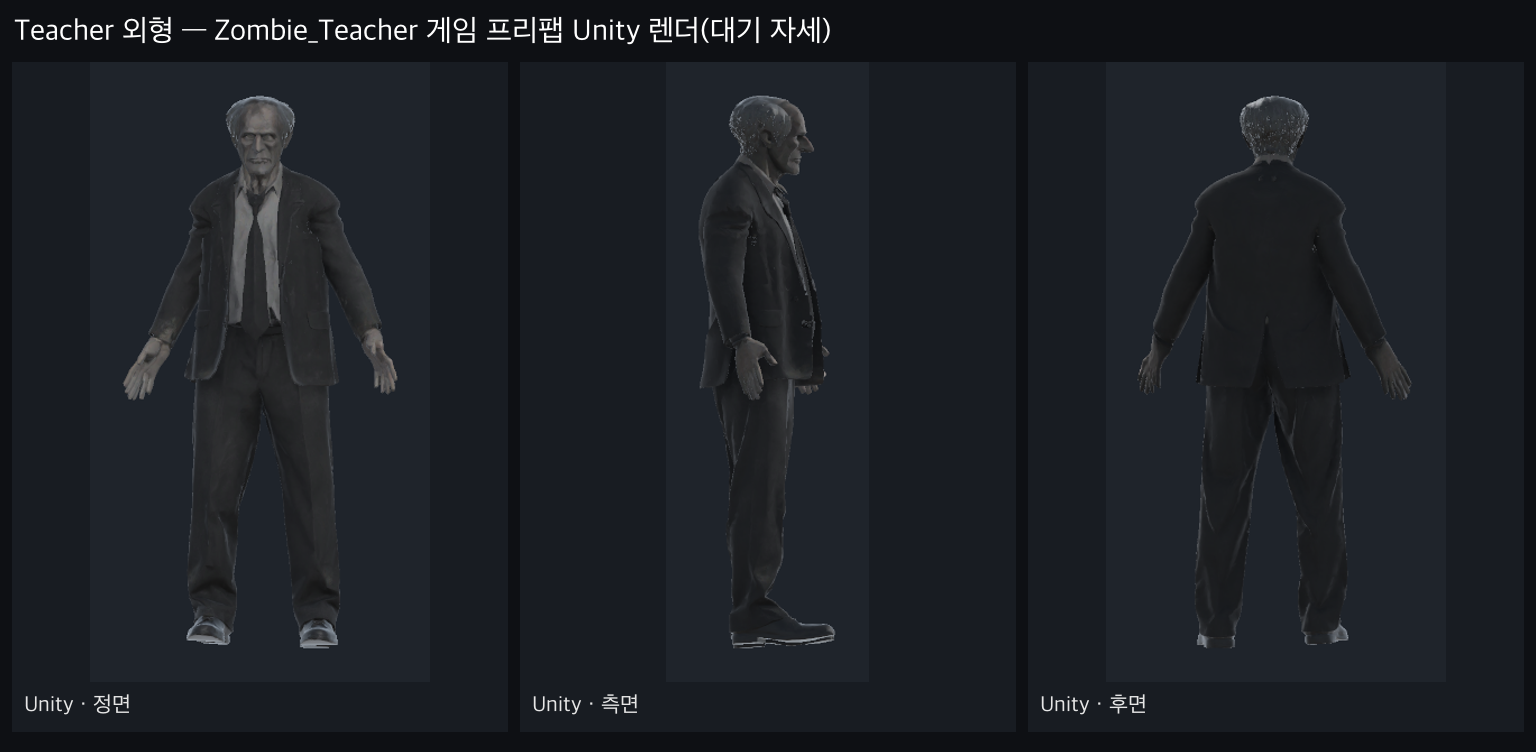 Teacher 외형 — Zombie_Teacher 게임 프리팹 Unity 렌더(대기 자세)
Unity · 정면
Unity · 측면
Unity · 후면